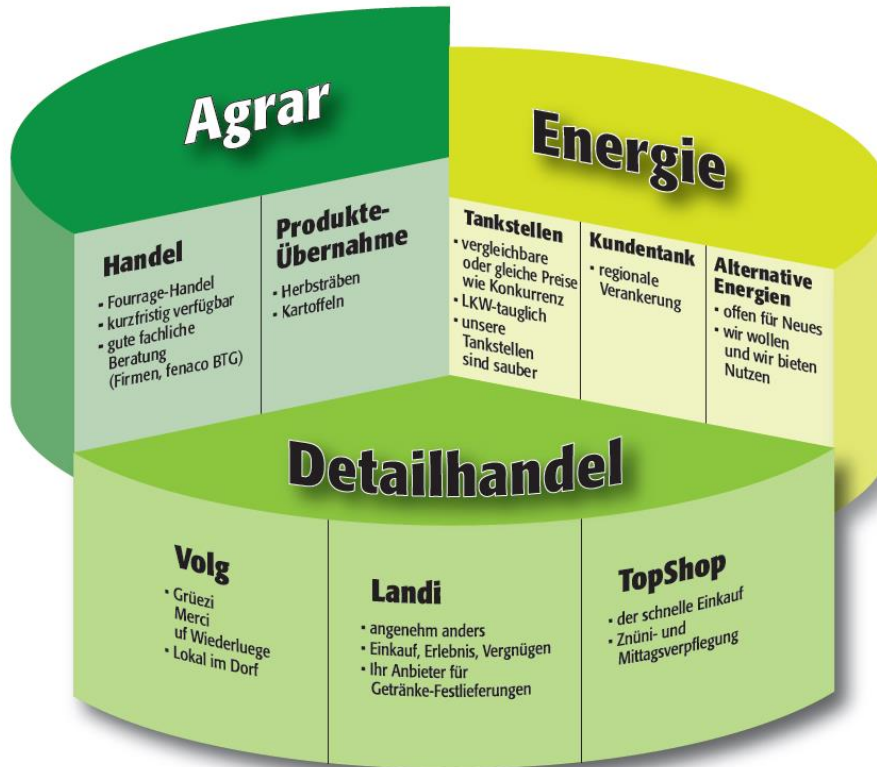 Agrar
Handel
▪ Fourrage-Handel
▪ kurzfristig verfügbar
▪ gute fachliche
Beratung
(Firmen, fenaco BTG)
Produkte-
Übernahme
▪ Herbsträben
▪ Kartoffeln
Energie
Tankstellen
▪ vergleichbare
oder gleiche Preise
wie Konkurrenz
▪ LKW-tauglich
▪ unsere
Tankstellen
sind sauber
Kundentank
▪ regionale
Verankerung
Alternative
Energien
▪ offen für Neues
▪ wir wollen
und wir bieten
Nutzen
Detailhandel
Volg
▪ Grüezi
Merci
uf Wiederluege
▪ Lokal im Dorf
Landi
▪ angenehm anders
▪ Einkauf, Erlebnis, Vergnügen
▪ Ihr Anbieter für
Getränke-Festlieferungen
TopShop
▪ der schnelle Einkauf
▪ Znüni- und
Mittagsverpflegung